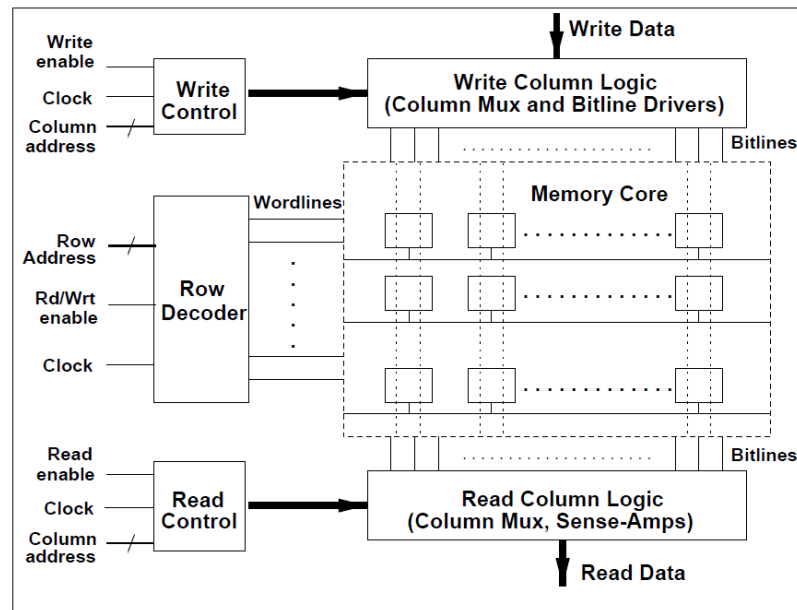 Write Data
Write
enable
Clock
Column
address
Write
Control
Write Column Logic
(Column Mux and Bitline Drivers)
Bitlines
Wordlines
Memory Core
Row
Address
Rd/Wrt
enable
Clock
Row
Decoder
Read
enable
Clock
Column
address
Read
Control
Bitlines
Read Column Logic
(Column Mux, Sense-Amps)
Read Data